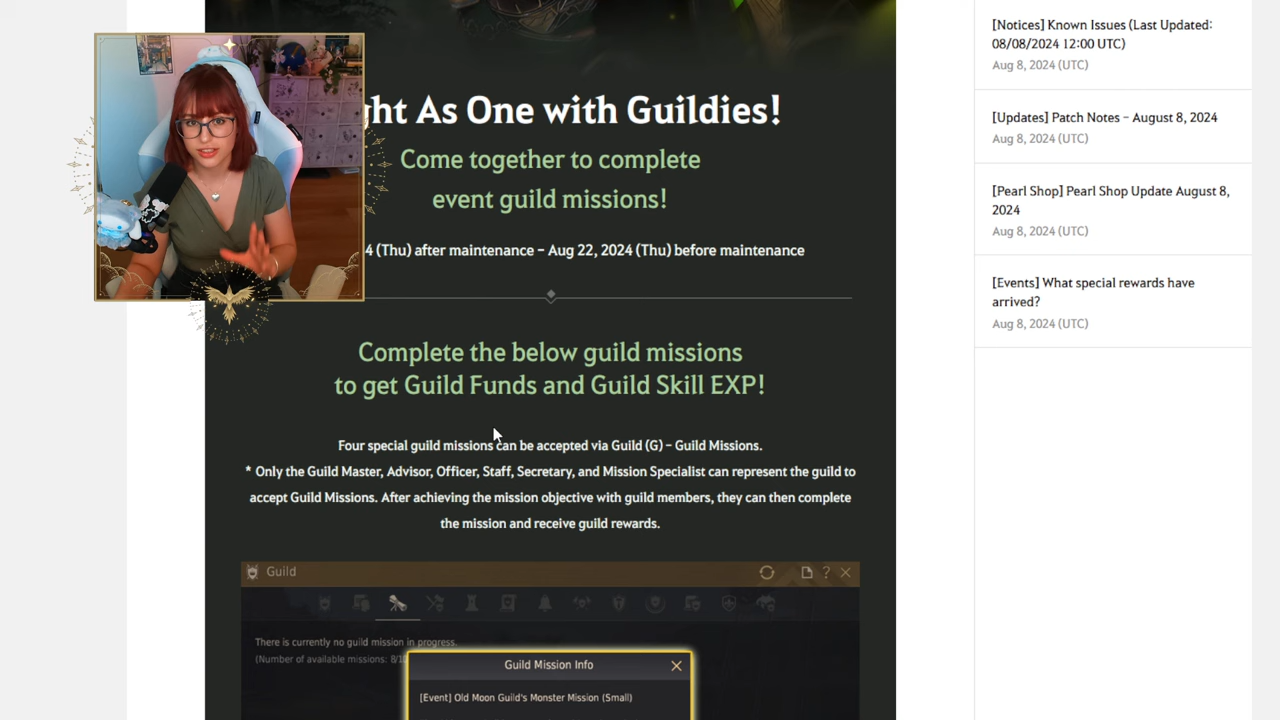 ght As One with Guildies!
Come together to complete
event guild missions!
4 (Thu) after maintenance – Aug 22, 2024 (Thu) before maintenance
Complete the below guild missions
to get Guild Funds and Guild Skill EXP!
Four special guild missions can be accepted via Guild (G) – Guild Missions.
* Only the Guild Master, Advisor, Officer, Staff, Secretary, and Mission Specialist can represent the guild to
accept Guild Missions. After achieving the mission objective with guild members, they can then complete
the mission and receive guild rewards.
Guild
?
There is currently no guild mission in progress.
(Number of available missions: 8/10
Guild Mission Info
[Event] Old Moon Guild's Monster Mission (Small)
[Notices] Known Issues (Last Updated:
08/08/2024 12:00 UTC)
Aug 8, 2024 (UTC)
[Updates] Patch Notes – August 8, 2024
Aug 8, 2024 (UTC)
[Pearl Shop] Pearl Shop Update August 8,
2024
Aug 8, 2024 (UTC)
[Events] What special rewards have
arrived?
Aug 8, 2024 (UTC)